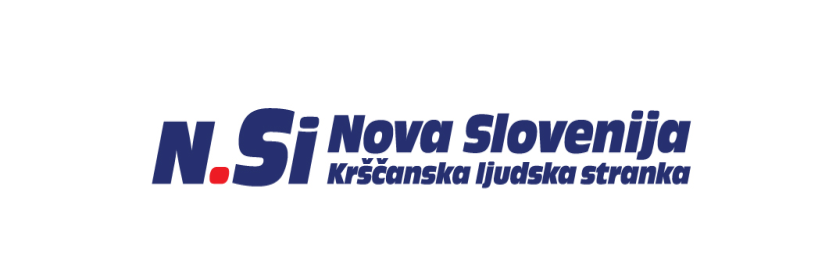 N.Si
Nova Slovenija
Krščanska ljudska stranka